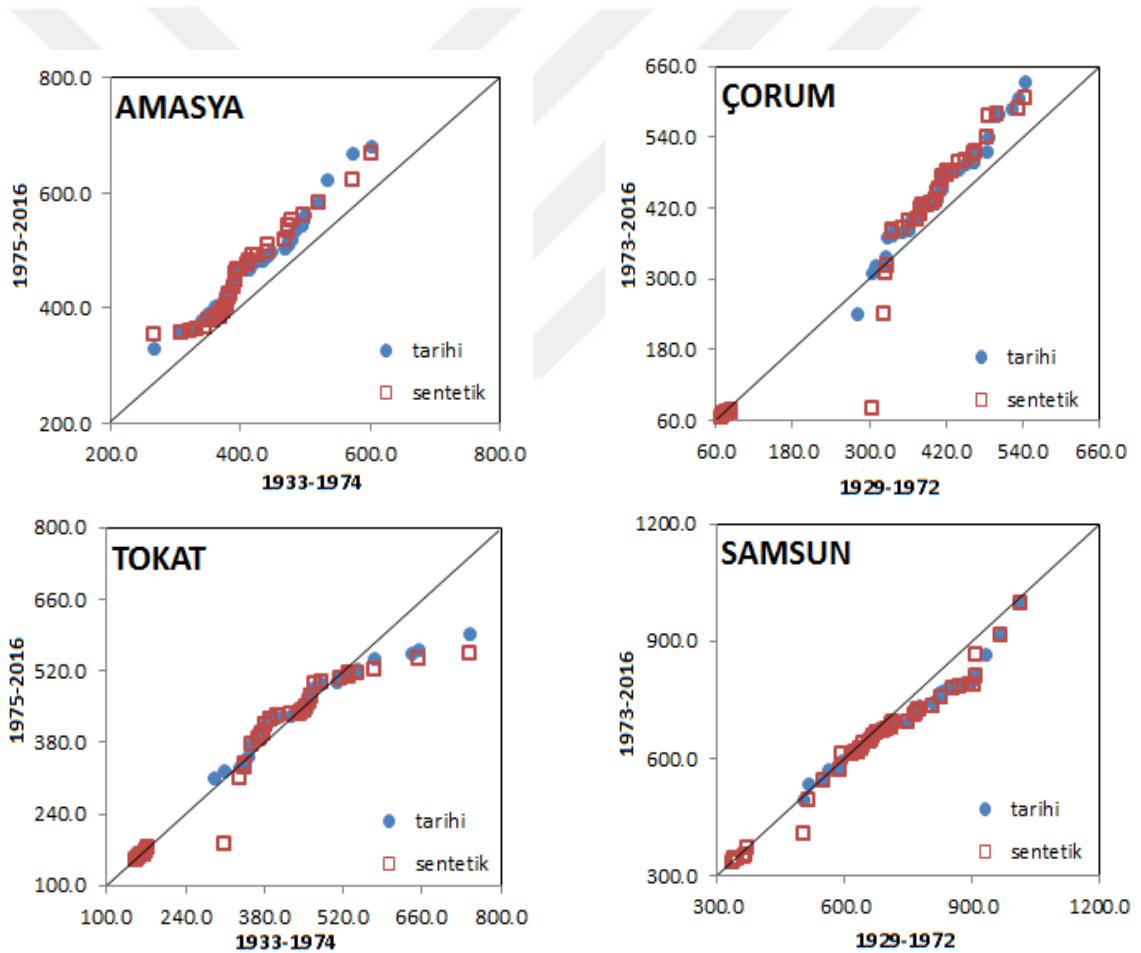 AMASYA
800.0
600.0
400.0
200.0
1975-2016
tarihi
sentetik
200.0 400.0 600.0 800.0
1933-1974
ÇORUM
660.0
540.0
420.0
300.0
180.0
60.0
1973-2016
tarihi
sentetik
60.0 180.0 300.0 420.0 540.0 660.0
1929-1972
TOKAT
800.0
660.0
520.0
380.0
240.0
100.0
1975-2016
tarihi
sentetik
100.0 240.0 380.0 520.0 660.0 800.0
1933-1974
SAMSUN
1200.0
900.0
600.0
300.0
1973-2016
tarihi
sentetik
300.0 600.0 900.0 1200.0
1929-1972